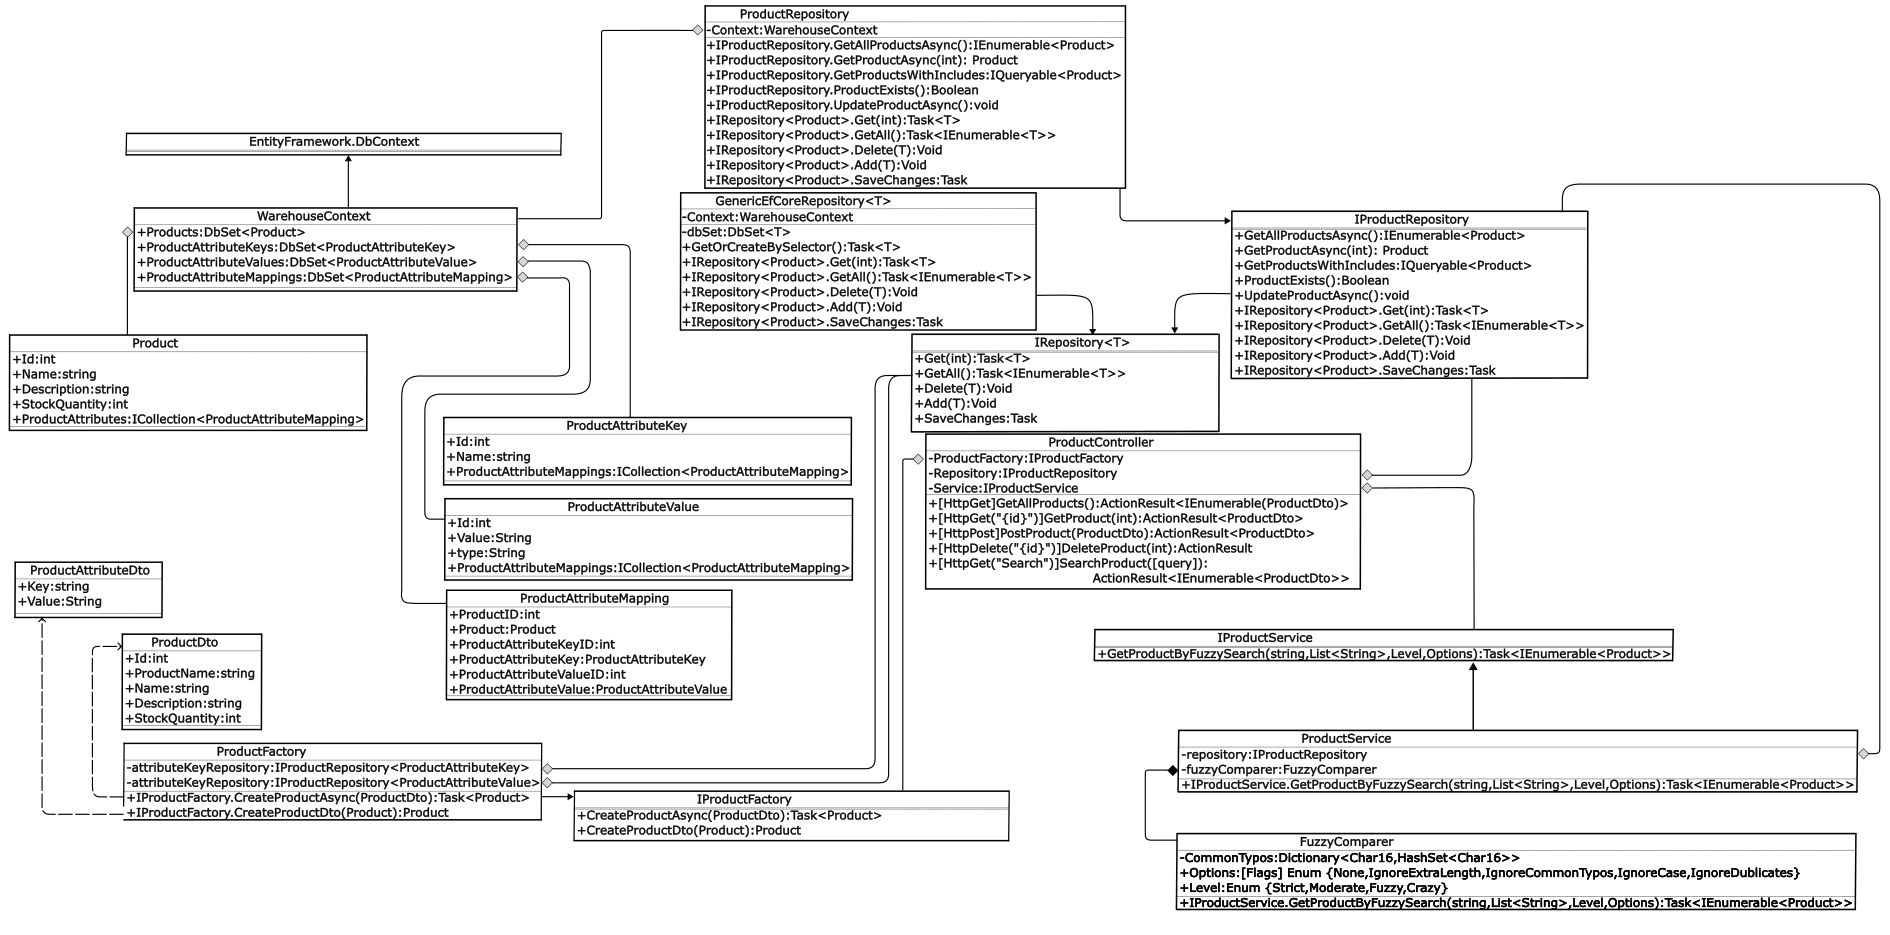 ProductRepository
-Context:WarehouseContext
+IProductRepository.GetAllProductsAsync():IEnumerable<Product>
+IProductRepository.GetProductAsync(int): Product
+IProductRepository.GetProductsWithIncludes:IQueryable<Product>
+IProductRepository.ProductExists():Boolean
+IProductRepository.UpdateProductAsync():void
+IRepository<Product>.Get(int):Task<T>
+IRepository<Product>.GetAll():Task<IEnumerable<T>>
+IRepository<Product>.Delete(T):Void
+IRepository<Product>.Add(T):Void
+IRepository<Product>.SaveChanges:Task
EntityFramework.DbContext
WarehouseContext
+Products:DbSet<Product>
+ProductAttributeKeys:DbSet<ProductAttributeKey>
+ProductAttributeValues:DbSet<ProductAttributeValue>
+ProductAttributeMappings:DbSet<ProductAttributeMapping>
GenericEfCoreRepository<T>
-Context:WarehouseContext
-dbSet:DbSet<T>
+GetOrCreateBySelector():Task<T>
+IRepository<Product>.Get(int):Task<T>
+IRepository<Product>.GetAll():Task<IEnumerable<T>>
+IRepository<Product>.Delete(T):Void
+IRepository<Product>.Add(T):Void
+IRepository<Product>.SaveChanges:Task
IProductRepository
+GetAllProductsAsync():IEnumerable<Product>
+GetProductAsync(int): Product
+GetProductsWithIncludes:IQueryable<Product>
+ProductExists():Boolean
+UpdateProductAsync():void
+IRepository<Product>.Get(int):Task<T>
+IRepository<Product>.GetAll():Task<IEnumerable<T>>
+IRepository<Product>.Delete(T):Void
+IRepository<Product>.Add(T):Void
+IRepository<Product>.SaveChanges:Task
Product
+Id:int
+Name:string
+Description:string
+StockQuantity:int
+ProductAttributes:ICollection<ProductAttributeMapping>
IRepository<T>
+Get(int):Task<T>
+GetAll():Task<IEnumerable<T>>
+Delete(T):Void
+Add(T):Void
+SaveChanges:Task
ProductAttributeKey
+Id:int
+Name:string
+ProductAttributeMappings:ICollection<ProductAttributeMapping>
ProductController
-ProductFactory:IProductFactory
-Repository:IProductRepository
-Service:IProductService
+[HttpGet]GetAllProducts():ActionResult<IEnumerable(ProductDto)>
+[HttpGet("{id}")]GetProduct(int):ActionResult<ProductDto>
+[HttpPost]PostProduct(ProductDto):ActionResult<ProductDto>
+[HttpDelete("{id}")]DeleteProduct(int):ActionResult
+[HttpGet("Search")]SearchProduct([query]):
ActionResult<IEnumerable<ProductDto>>
ProductAttributeValue
+Id:int
+Value:String
+type:String
+ProductAttributeMappings:ICollection<ProductAttributeMapping>
ProductAttributeDto
+Key:string
+Value:String
ProductAttributeMapping
+ProductID:int
+Product:Product
+ProductAttributeKeyID:int
+ProductAttributeKey:ProductAttributeKey
+ProductAttributeValueID:int
+ProductAttributeValue:ProductAttributeValue
ProductDto
+Id:int
+ProductName:string
+Name:string
+Description:string
+StockQuantity:int
IProductService
+GetProductByFuzzySearch(string,List<String>,Level,Options):Task<IEnumerable<Product>>
ProductFactory
-attributeKeyRepository:IProductRepository<ProductAttributeKey>
-attributeKeyRepository:IProductRepository<ProductAttributeValue>
+IProductFactory.CreateProductAsync(ProductDto):Task<Product>
+IProductFactory.CreateProductDto(Product):Product
IProductFactory
+CreateProductAsync(ProductDto):Task<Product>
+CreateProductDto(Product):Product
ProductService
-repository:IProductRepository
-fuzzyComparer:FuzzyComparer
+IProductService.GetProductByFuzzySearch(string,List<String>,Level,Options):Task<IEnumerable<Product>>
FuzzyComparer
-CommonTypos:Dictionary<Char16,HashSet<Char16>>
+Options:[Flags] Enum {None,IgnoreExtraLength,IgnoreCommonTypos,IgnoreCase,IgnoreDublicates}
+Level:Enum {Strict,Moderate,Fuzzy,Crazy}
+IProductService.GetProductByFuzzySearch(string,List<String>,Level,Options):Task<IEnumerable<Product>>